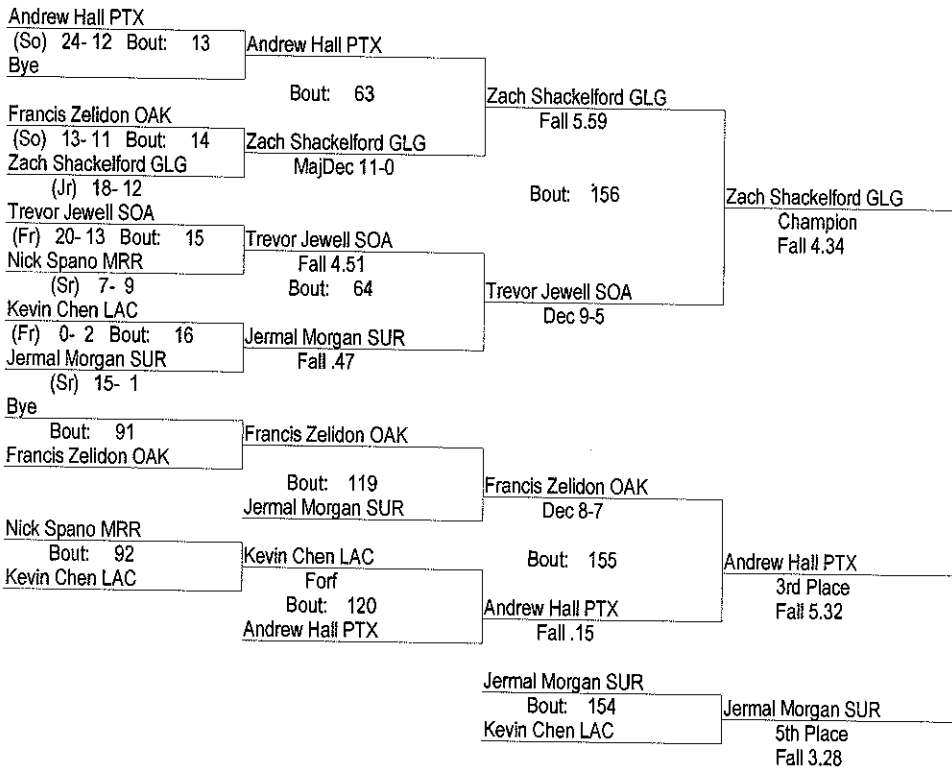 Andrew Hall PTX
(So) 24- 12 Bout: 13
Bye
Andrew Hall PTX
Bout: 63
Francis Zelidon OAK
(So) 13- 11 Bout: 14
Zach Shackelford GLG
(Jr) 18- 12
Zach Shackelford GLG
MajDec 11-0
Zach Shackelford GLG
Fall 5.59
Bout: 156
Trevor Jewell SOA
(Fr) 20- 13 Bout: 15
Nick Spano MRR
(Sr) 7- 9
Trevor Jewell SOA
Fall 4.51
Bout: 64
Kevin Chen LAC
(Fr) 0- 2 Bout: 16
Jermal Morgan SUR
(Sr) 15- 1
Jermal Morgan SUR
Fall .47
Trevor Jewell SOA
Dec 9-5
Zach Shackelford GLG
Champion
Fall 4.34
Bye
Bout: 91
Francis Zelidon OAK
Francis Zelidon OAK
Bout: 119
Jermal Morgan SUR
Francis Zelidon OAK
Dec 8-7
Bout: 155
Nick Spano MRR
Bout: 92
Kevin Chen LAC
Kevin Chen LAC
Forf
Bout: 120
Andrew Hall PTX
Andrew Hall PTX
Fall .15
Andrew Hall PTX
3rd Place
Fall 5.32
Jermal Morgan SUR
Bout: 154
Kevin Chen LAC
Jermal Morgan SUR
5th Place
Fall 3.28